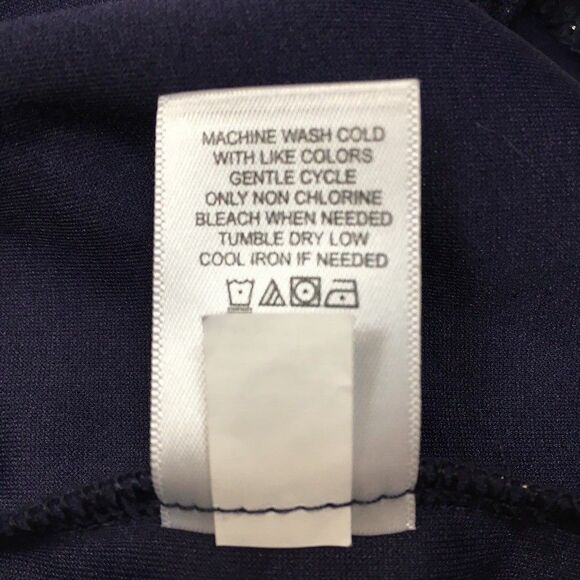 MACHINE WASH COLD
WITH LIKE COLORS
GENTLE CYCLE
ONLY NON CHLORINE
BLEACH WHEN NEEDED
TUMBLE DRY LOW
COOL IRON IF NEEDED